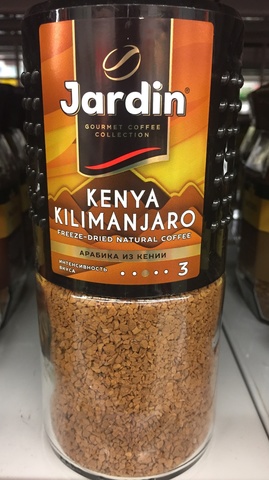 Jardin®
GOURMET COFFEE
COLLECTION
KENYA
KILIMANJARO
FREEZE-DRIED NATURAL COFFEE
АРАБИКА ИЗ КЕНИИ
ИНТЕНСИВНОСТЬ
ВКУСА
3